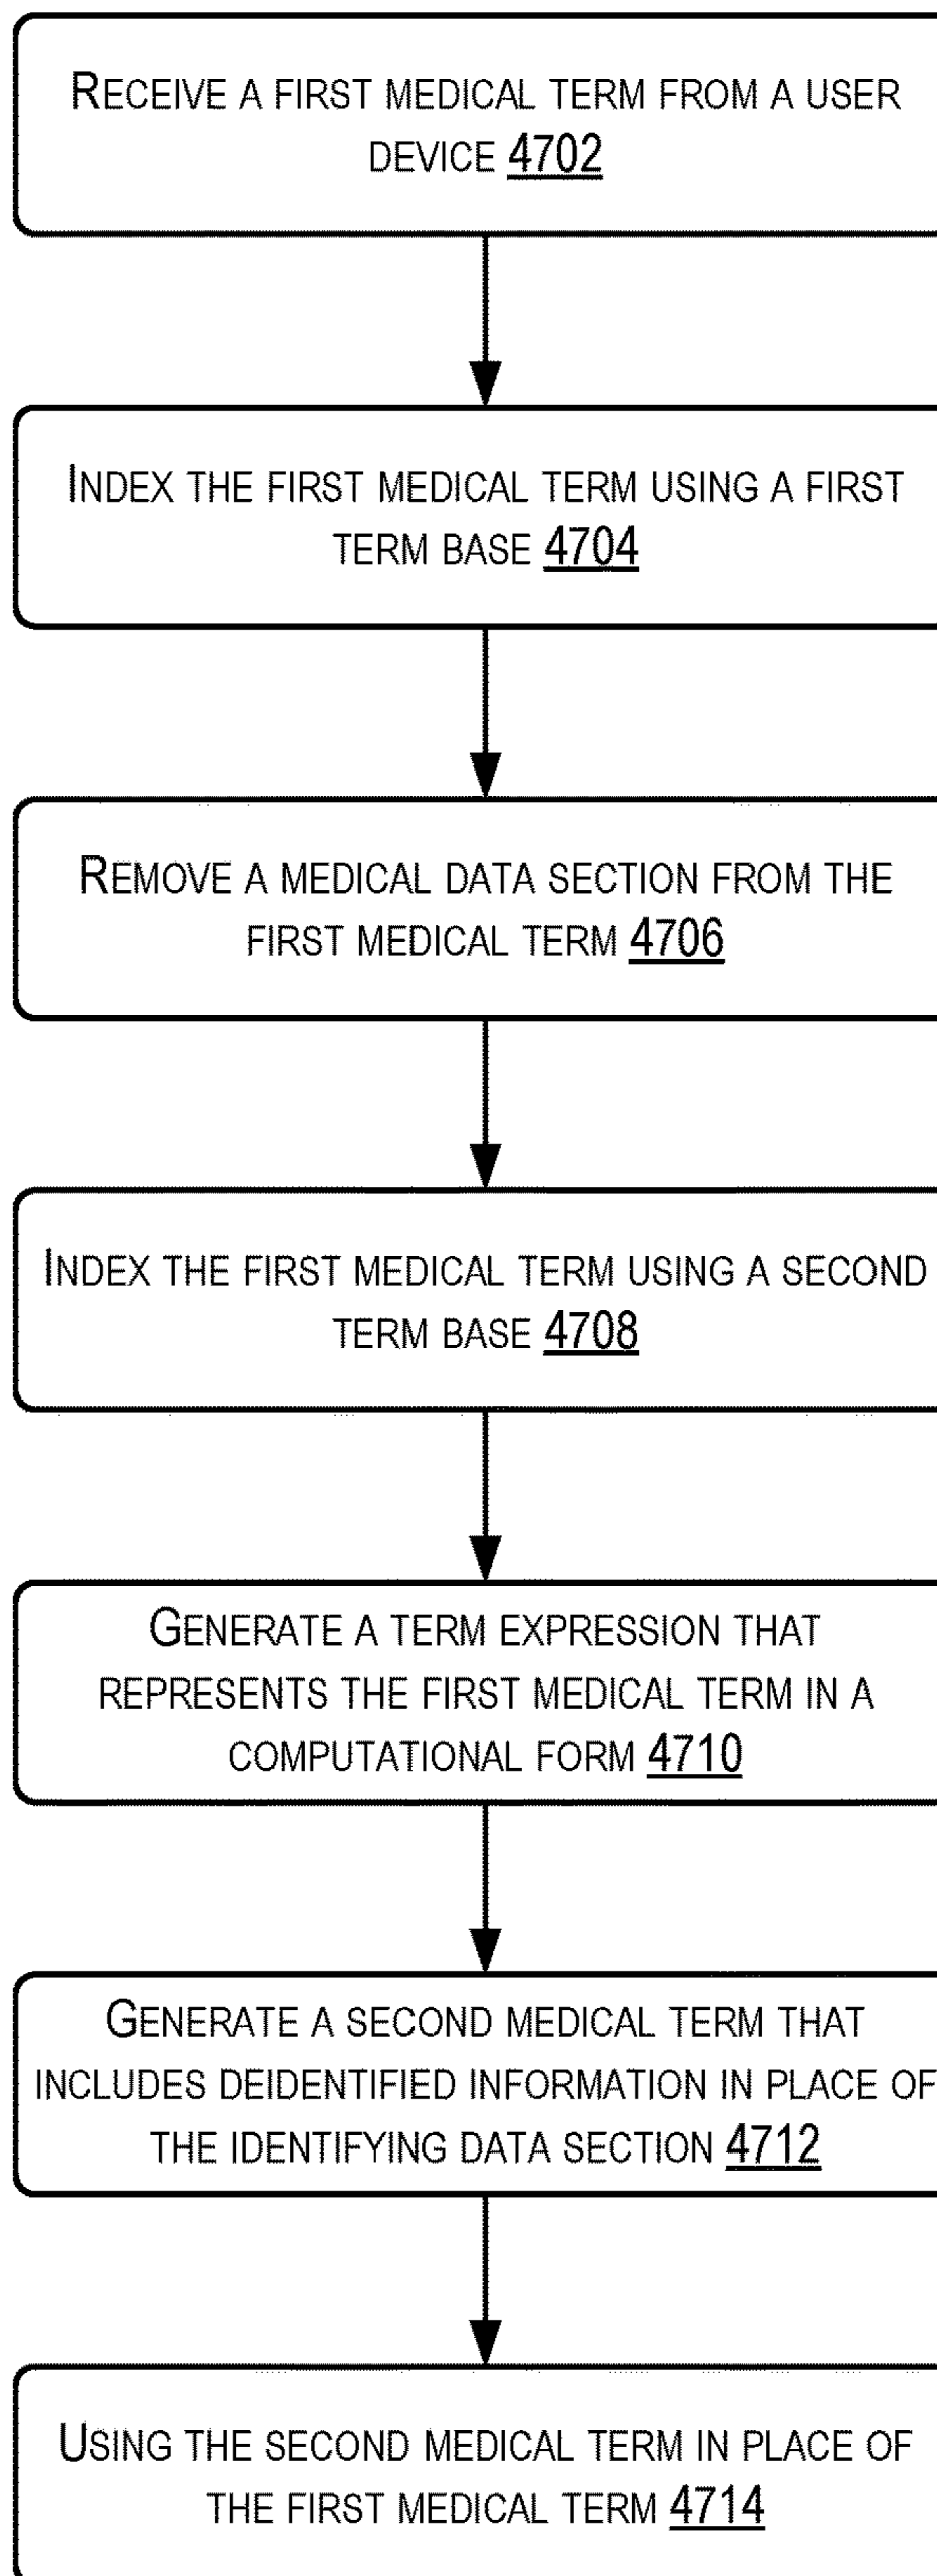 RECEIVE A FIRST MEDICAL TERM FROM A USER
DEVICE 4702
INDEX THE FIRST MEDICAL TERM USING A FIRST
TERM BASE 4704
REMOVE A MEDICAL DATA SECTION FROM THE
FIRST MEDICAL TERM 4706
INDEX THE FIRST MEDICAL TERM USING A SECOND
TERM BASE 4708
GENERATE A TERM EXPRESSION THAT
REPRESENTS THE FIRST MEDICAL TERM IN A
COMPUTATIONAL FORM 4710
GENERATE A SECOND MEDICAL TERM THAT
INCLUDES DEIDENTIFIED INFORMATION IN PLACE OF
THE IDENTIFYING DATA SECTION 4712
USING THE SECOND MEDICAL TERM IN PLACE OF
THE FIRST MEDICAL TERM 4714